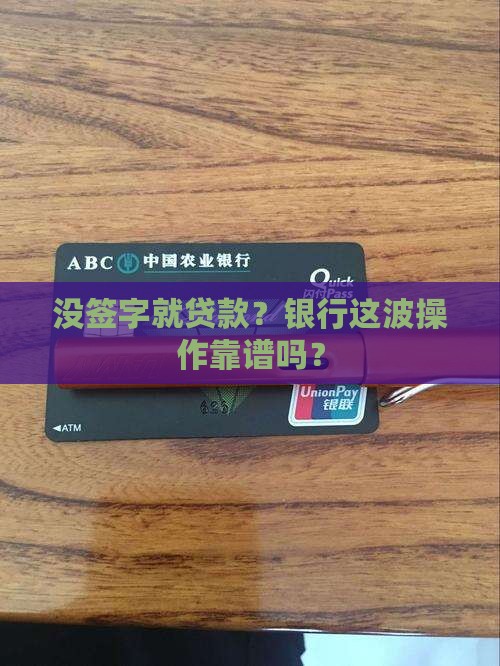 ABC 中国农业银行
Quick
闪付Pass
没签字就贷款？银行这波操
作靠谱吗？
UnionPay
银联
◄ATM